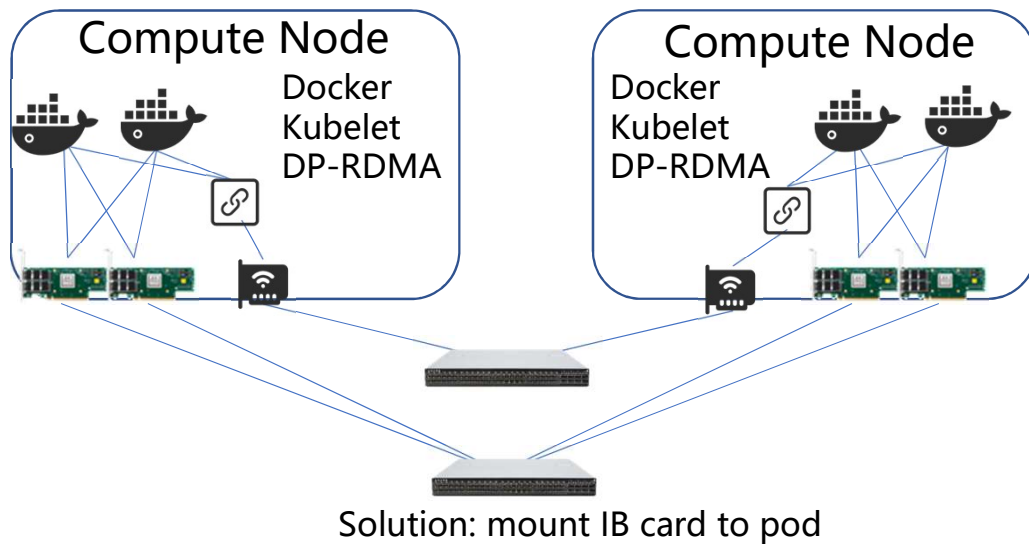 Compute Node
Docker
Kubelet
DP-RDMA
Compute Node
Docker
Kubelet
DP-RDMA
Solution: mount IB card to pod